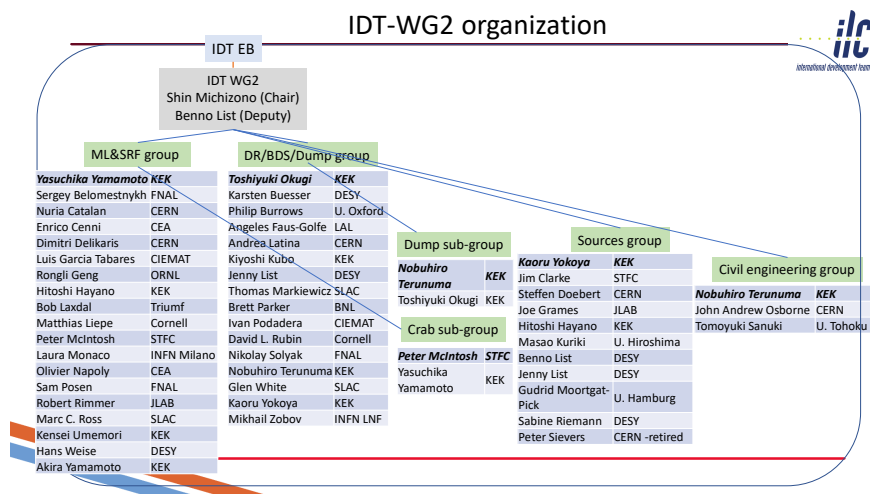 IDT-WG2 organization
ilc
international development team
IDT EB
IDT WG2
Shin Michizono (Chair)
Benno List (Deputy)
ML&SRF group
Yasuchika Yamamoto KEK
Sergey Belomestnykh FNAL
Nuria Catalan CERN
Enrico Cenni CEA
Dimitri Delikaris CERN
Luis Garcia Tabares CIEMAT
Rongli Geng ORNL
Hitoshi Hayano KEK
Bob Laxdal Triumf
Matthias Liepe Cornell
Peter McIntosh STFC
Laura Monaco INFN Milano
Olivier Napoly CEA
Sam Posen FNAL
Robert Rimmer JLAB
Marc C. Ross SLAC
Kensei Umemori KEK
Hans Weise DESY
Akira Yamamoto KEK
DR/BDS/Dump group
Toshiyuki Okugi KEK
Karsten Buesser DESY
Philip Burrows U. Oxford
Angeles Faus-Golfe LAL
Andrea Latina CERN
Kiyoshi Kubo KEK
Jenny List DESY
Thomas Markiewicz SLAC
Brett Parker BNL
Ivan Podadera CIEMAT
David L. Rubin Cornell
Nikolay Solyak FNAL
Nobuhiro Terunuma KEK
Glen White SLAC
Kaoru Yokoya KEK
Mikhail Zobov INFN LNF
Dump sub-group
Nobuhiro
Terunuma KEK
Toshiyuki Okugi KEK
Crab sub-group
Peter McIntosh STFC
Yasuchika
Yamamoto KEK
Sources group
Kaoru Yokoya KEK
Jim Clarke STFC
Steffen Doebert CERN
Joe Grames JLAB
Hitoshi Hayano KEK
Masao Kuriki U. Hiroshima
Benno List DESY
Jenny List DESY
Gudrid Moortgat-
Pick U. Hamburg
Sabine Riemann DESY
Peter Sievers CERN -retired
Civil engineering group
Nobuhiro Terunuma KEK
John Andrew Osborne CERN
Tomoyuki Sanuki U. Tohoku